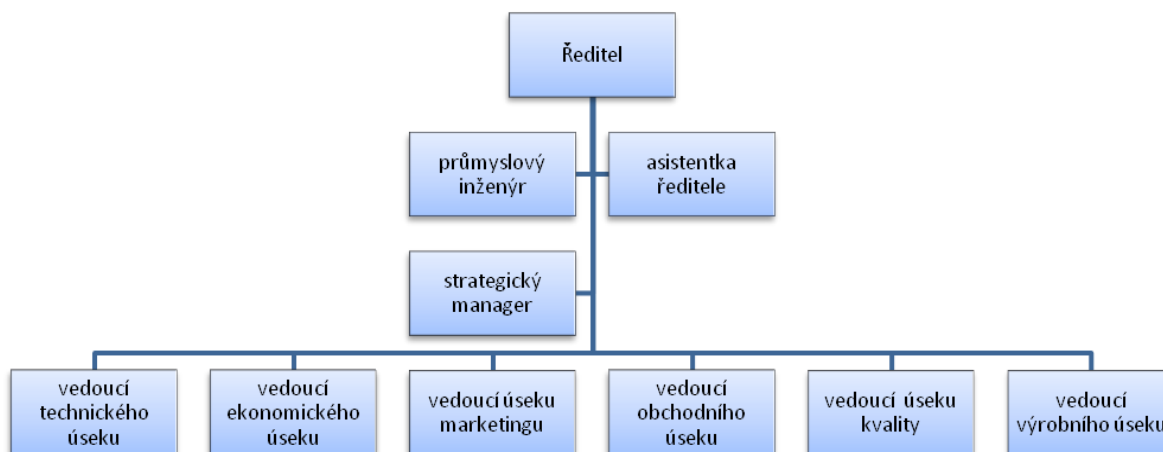 Ředitel
průmyslový
inženýr
asistentka
ředitele
strategický
manager
vedoucí
technického
úseku
vedoucí
ekonomického
úseku
vedoucí úseku
marketingu
vedoucí
obchodního
úseku
vedoucí úseku
kvality
vedoucí
výrobního úseku